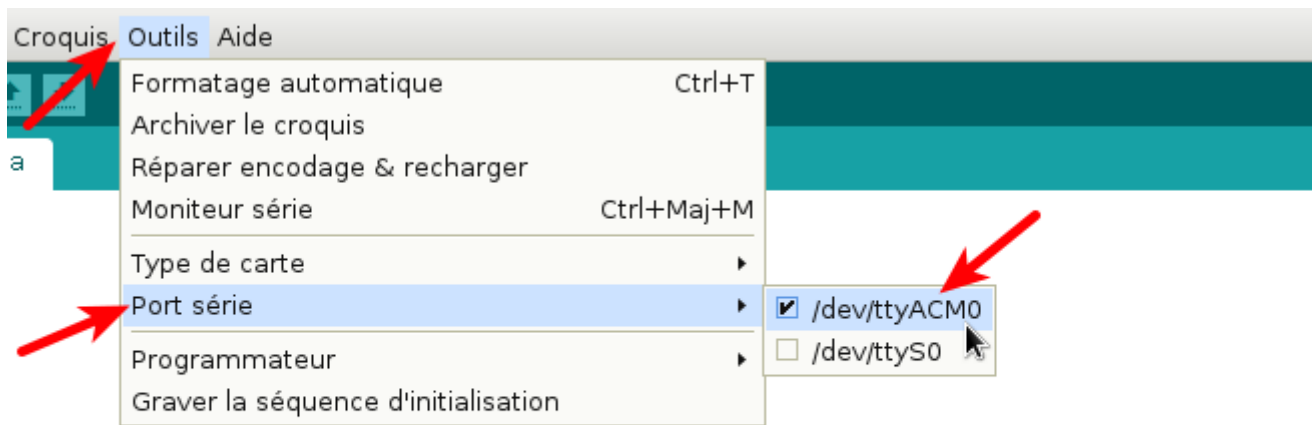 Croquis Outils Aide
Formatage automatique Ctrl+T
Archiver le croquis
a Réparer encodage & recharger
Moniteur série Ctrl+Maj+M
Type de carte
Port série /dev/ttyACM0
/dev/ttyS0
Programmateur
Graver la séquence d'initialisation